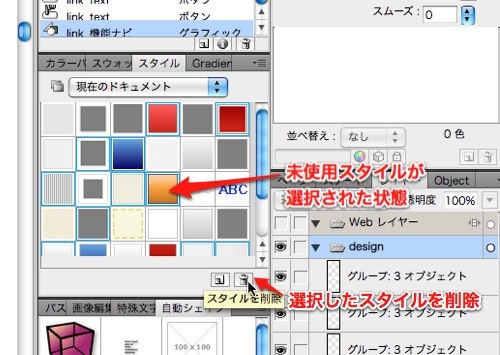 link_text ボタン
link_機能ナビ グラフィック
カラーパ スウォッ スタイル Gradien
現在のドキュメント
ABC
スタイルを削除
パス 画像編集 特殊文字 自動シェー
100 x 100
スムーズ: 0
並べ替え: なし 0 色
未使用スタイルが
選択された状態
Object
透明度 100%
Web レイヤー
design
グループ: 3 オブジェクト
グループ: 3 オブジェクト
選択したスタイルを削除
グループ: 3 オブジェクト